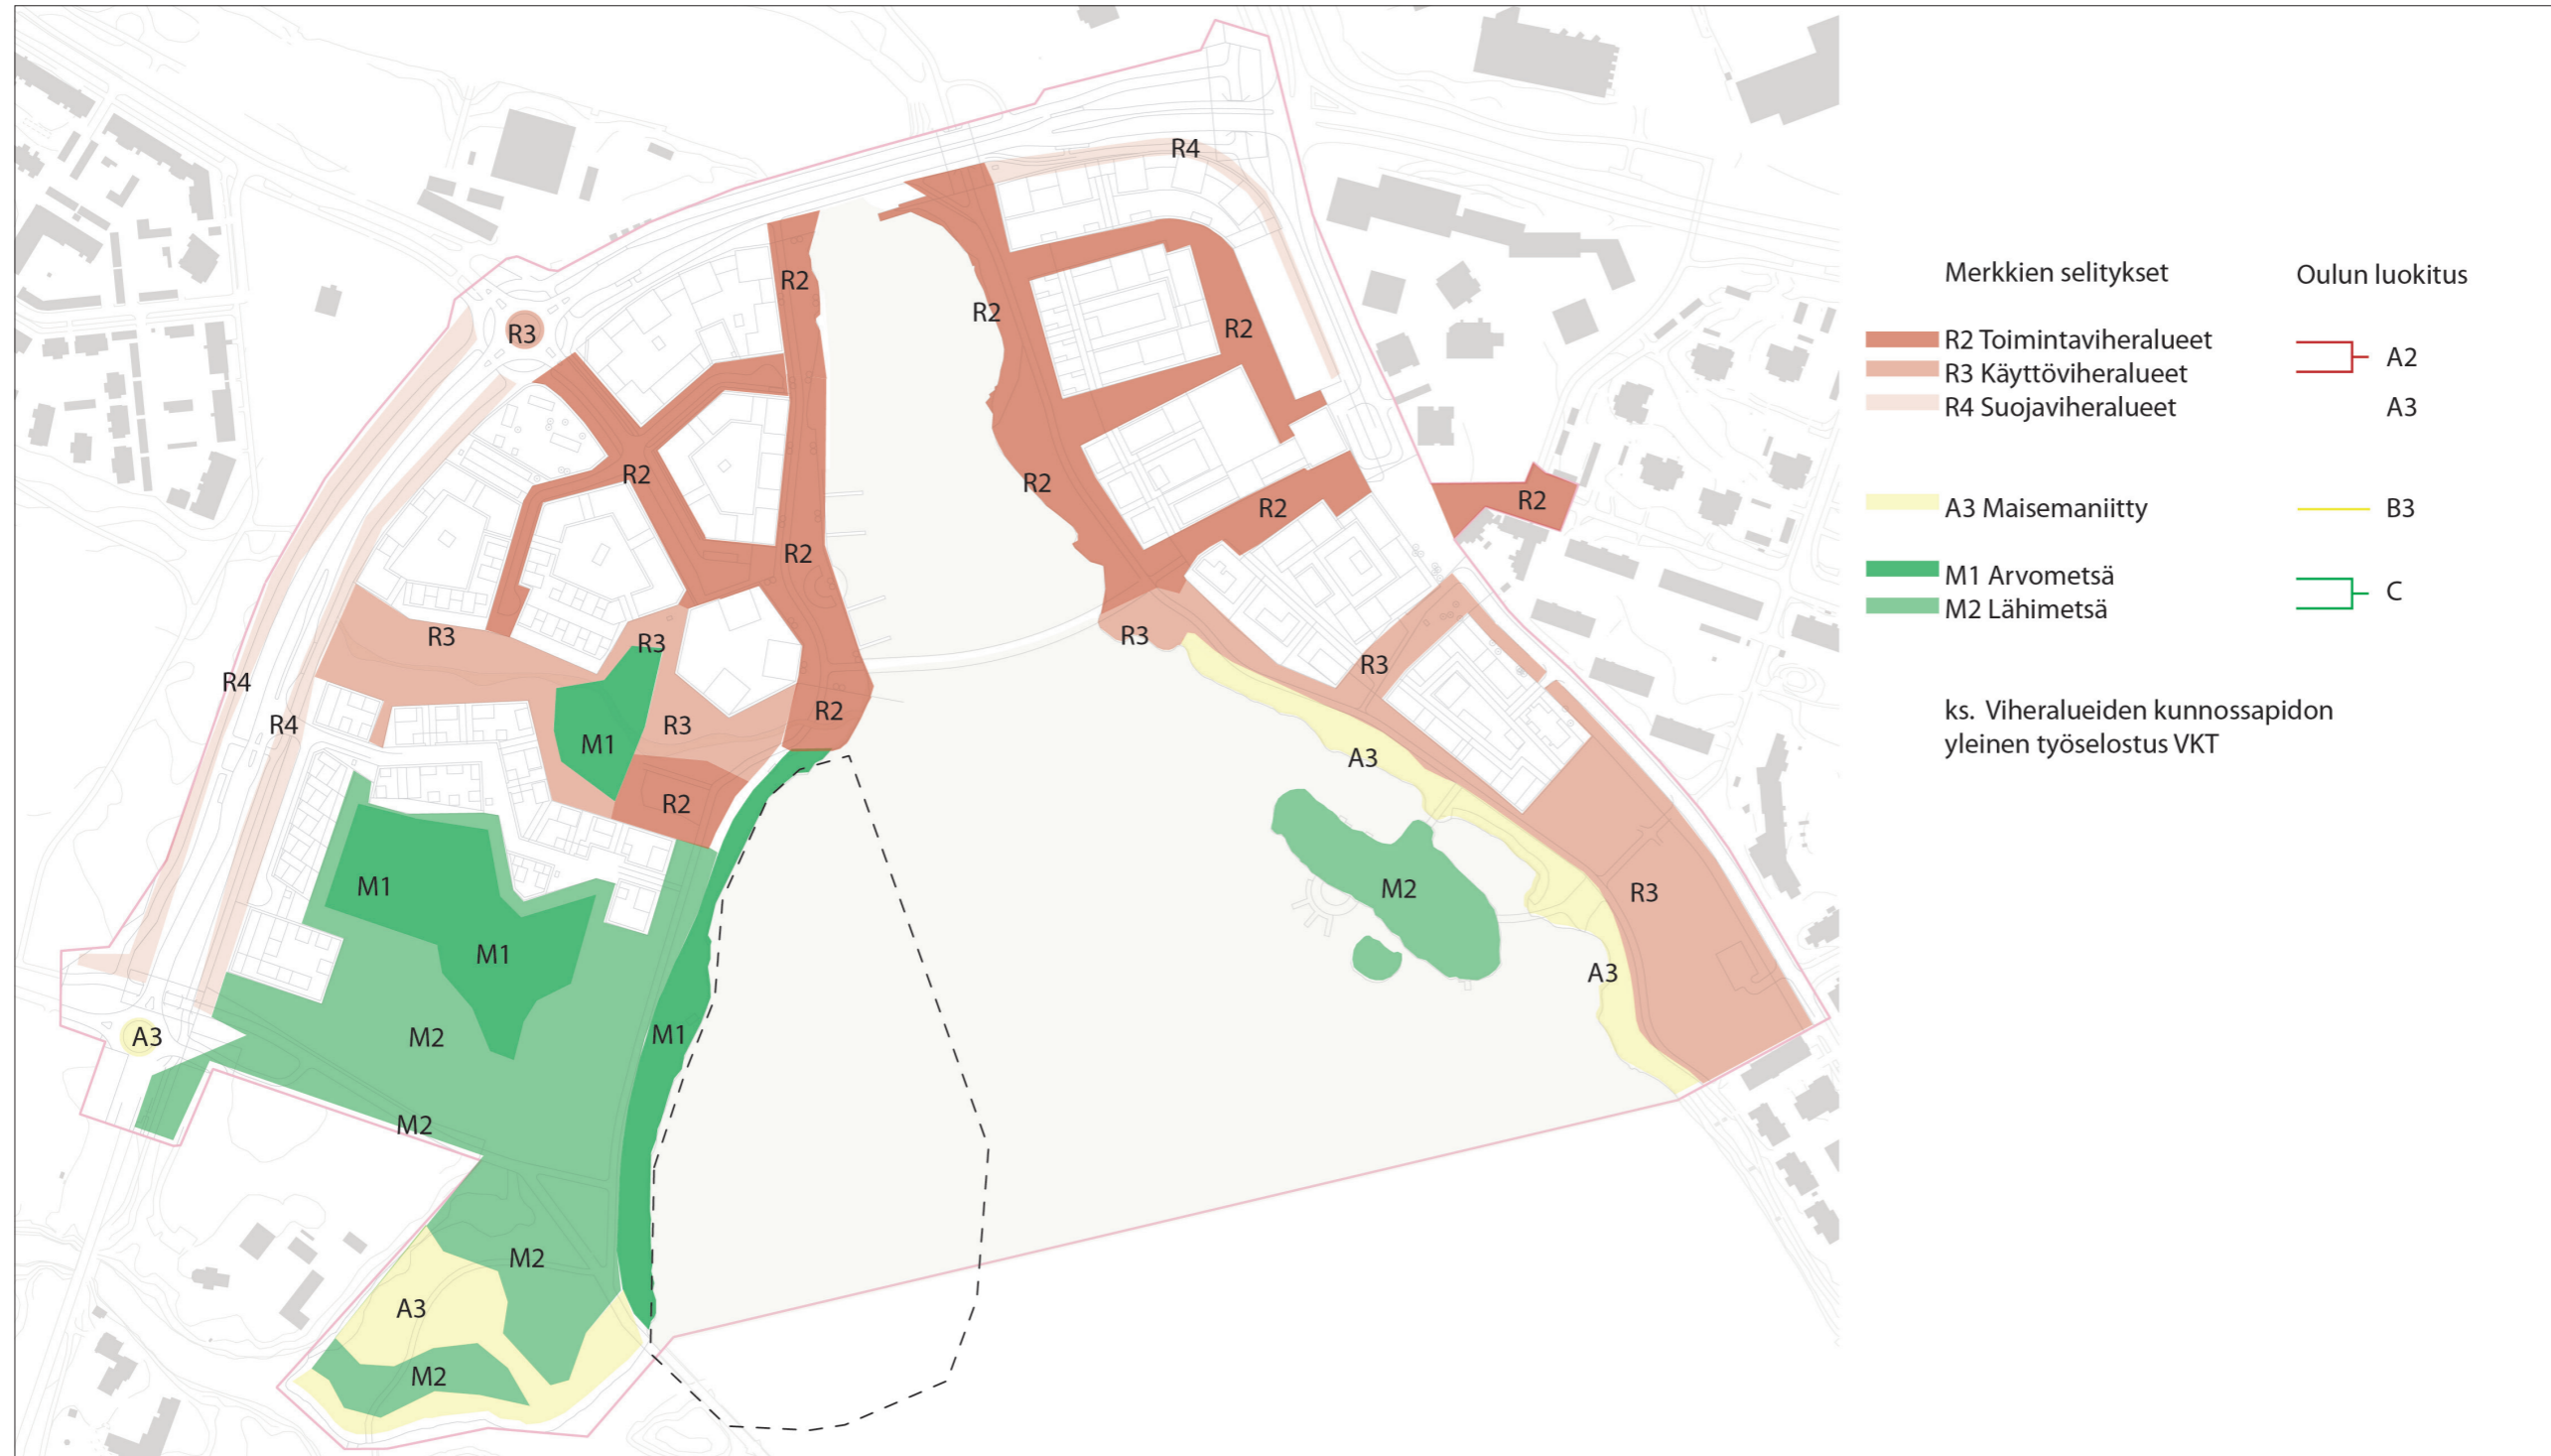 R4
R2
R2
R2
R3
R2
R2
R2
R2
R2
R2
R3
R3
R3
R3
R4
R2
R3
R4
M1
A3
R2
M1
M2
R3
M1
A3
M1
A3
M2
M2
M2
A3
M2
Merkkien selitykset
R2 Toimintaviheralueet
R3 Käyttöviheralueet
R4 Suojaviheralueet
A3 Maisemaniitty
M1 Arvometsä
M2 Lähimetsä
ks. Viheralueiden kunnossapidon
yleinen työselostus VKT
Oulun luokitus
A2
A3
B3
C